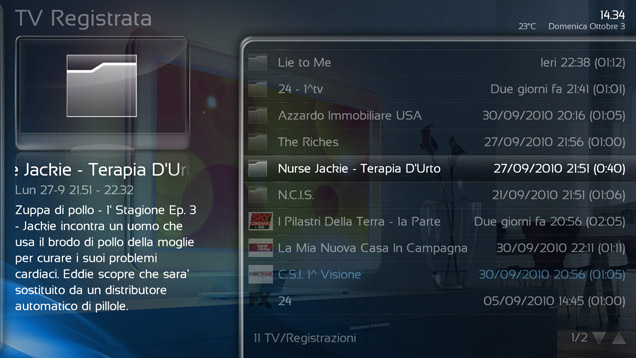 TV Registrata
14.34
23°C Domenica Ottobre 3
e Jackie - Terapia D'Ur
Lun 27-9 21.51 - 22.32
Zuppa di pollo - 1' Stagione Ep. 3
- Jackie incontra un uomo che
usa il brodo di pollo della moglie
per curare i suoi problemi
cardiaci. Eddie scopre che sara'
sostituito da un distributore
automatico di pillole.
Lie to Me Ieri 22:38 (01:12)
24 - 1^tv Due giorni fa 21:41 (01:01)
Azzardo Immobiliare USA 30/09/2010 20:16 (01:05)
The Riches 27/09/2010 21:56 (01:00)
Nurse Jackie - Terapia D'Urto 27/09/2010 21:51 (0:40)
N.C.I.S. 21/09/2010 21:51 (01:06)
I Pilastri Della Terra - 1a Parte Due giorni fa 20:56 (02:05)
La Mia Nuova Casa In Campagna 30/09/2010 22:11 (01:11)
C.S.I. 1^ Visione 30/09/2010 20:56 (01:05)
24 05/09/2010 14:45 (01:00)
11 TV/Registrazioni 1/2